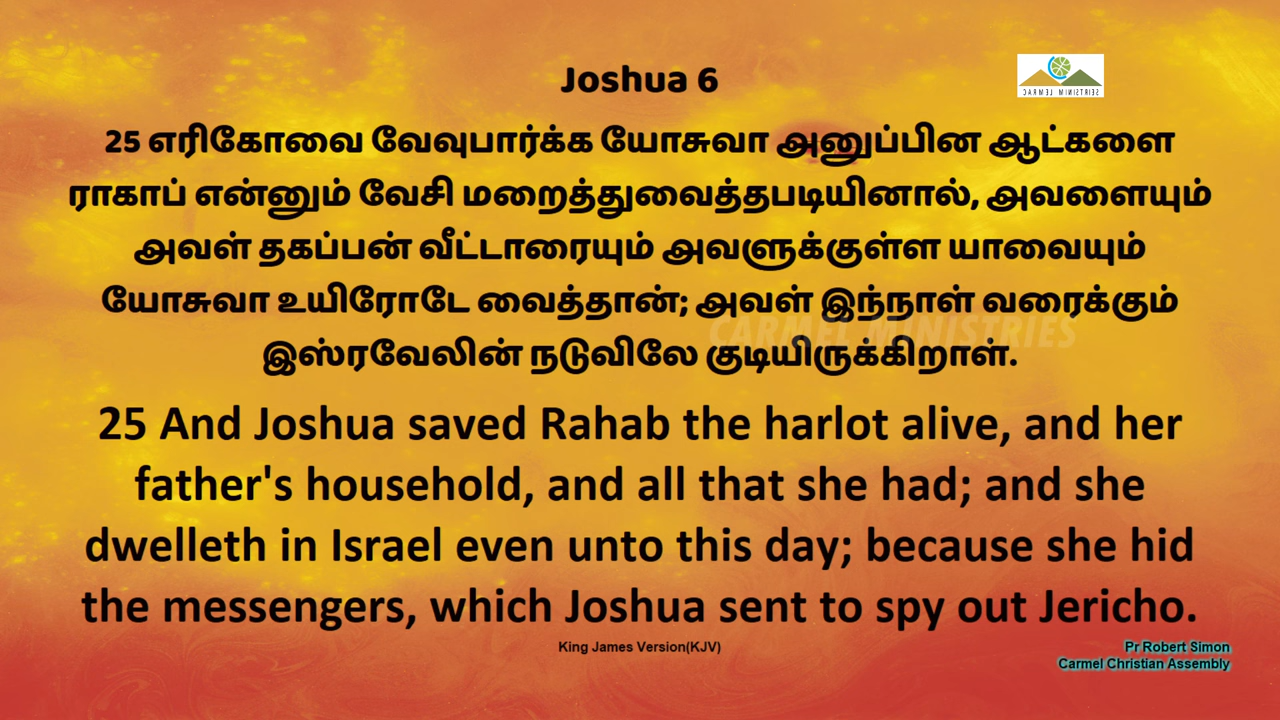 Joshua 6
CARMEL MINISTRIES
25 எரிகோவை வேவுபார்க்க யோசுவா அனுப்பின ஆட்களை
ராகாப் என்னும் வேசி மறைத்துவைத்தபடியினால், அவளையும்
அவள் தகப்பன் வீட்டாரையும் அவளுக்குள்ள யாவையும்
யோசுவா உயிரோடே வைத்தான்; அவள் இந்நாள் வரைக்கும்
CARMEL MINISTRIES
இஸ்ரவேலின் நடுவிலே குடியிருக்கிறாள்.
25 And Joshua saved Rahab the harlot alive, and her
father's household, and all that she had; and she
dwelleth in Israel even unto this day; because she hid
the messengers, which Joshua sent to spy out Jericho.
King James Version(KJV)
Pr Robert Simon
Carmel Christian Assembly